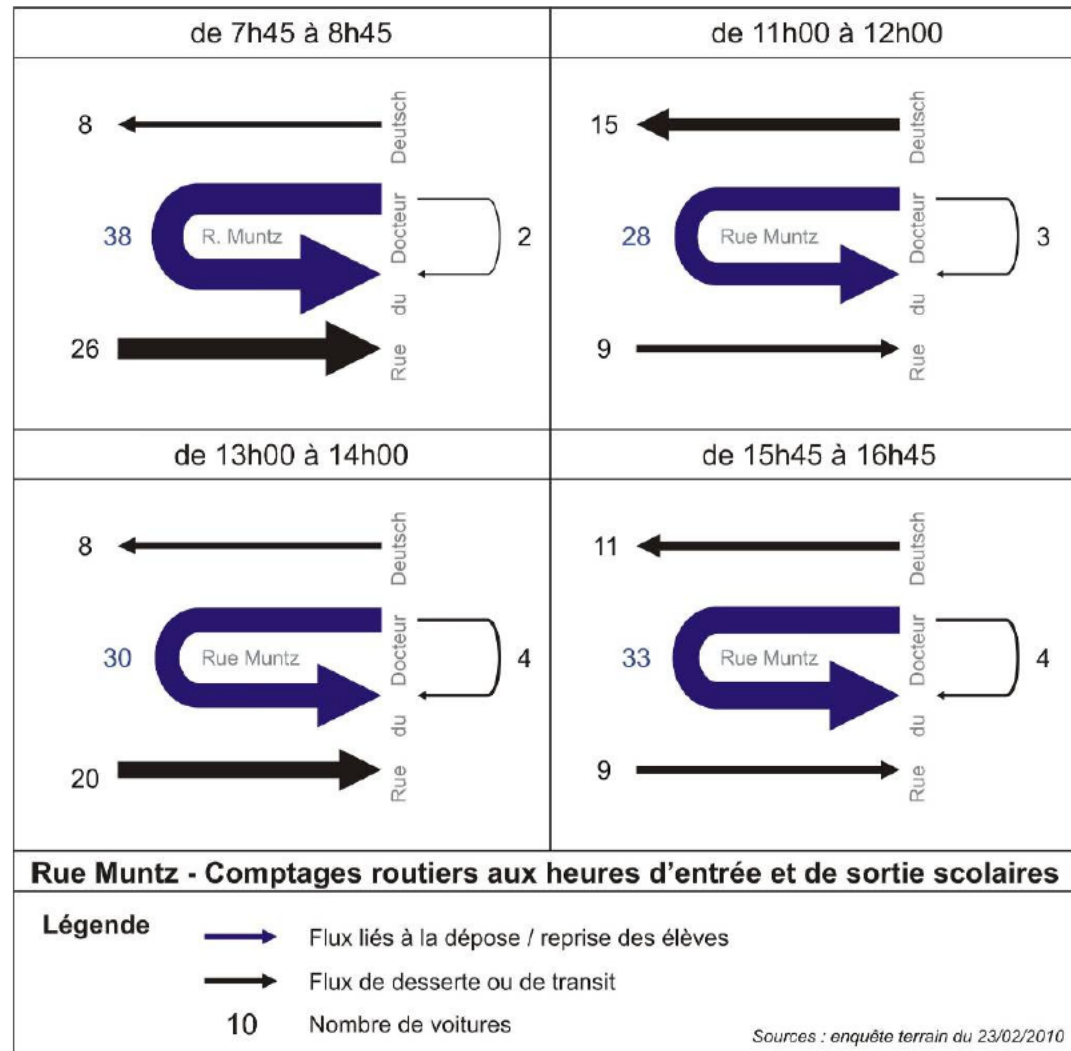 de 7h45 à 8h45
8
38
R. Muntz
26
2
Rue du Docteur Deutsch
de 11h00 à 12h00
15
28
Rue Muntz
9
3
Rue du Docteur Deutsch
de 13h00 à 14h00
8
30
Rue Muntz
20
4
Rue du Docteur Deutsch
de 15h45 à 16h45
11
33
Rue Muntz
9
4
Rue du Docteur Deutsch
Rue Muntz - Comptages routiers aux heures d'entrée et de sortie scolaires
Légende
Flux liés à la dépose / reprise des élèves
Flux de desserte ou de transit
10 Nombre de voitures
Sources : enquête terrain du 23/02/2010